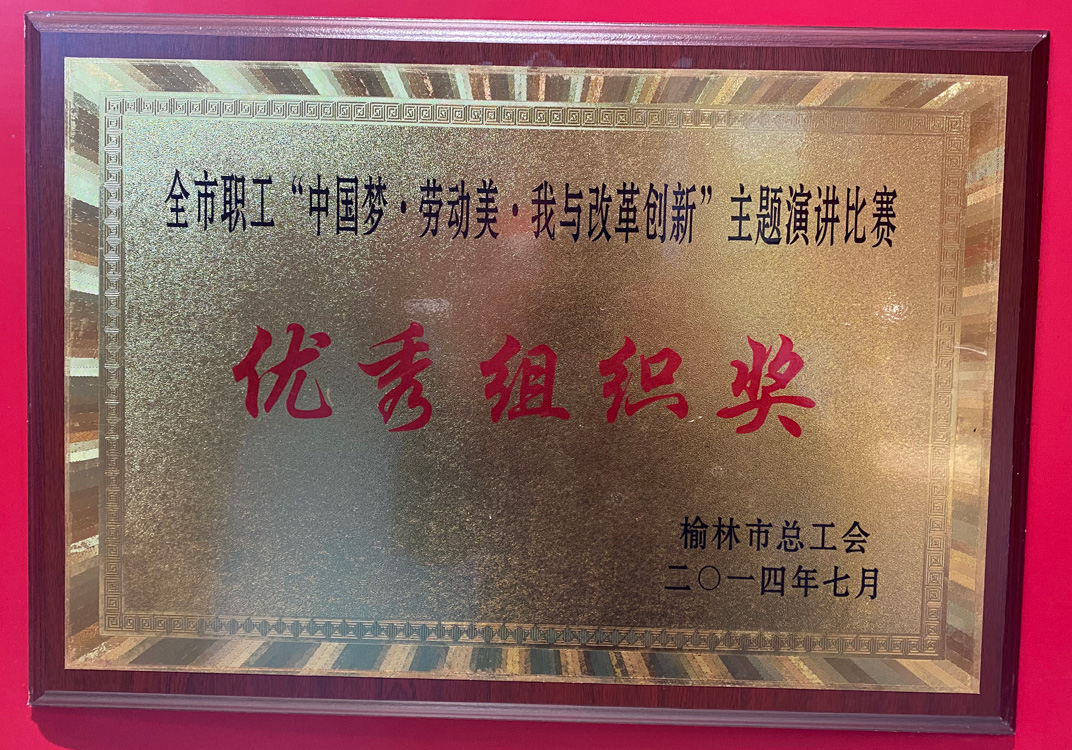 全市职工“中国梦·劳动美·我与改革创新”主题演讲比赛
优秀组织奖
榆林市总工会
二〇一四年七月